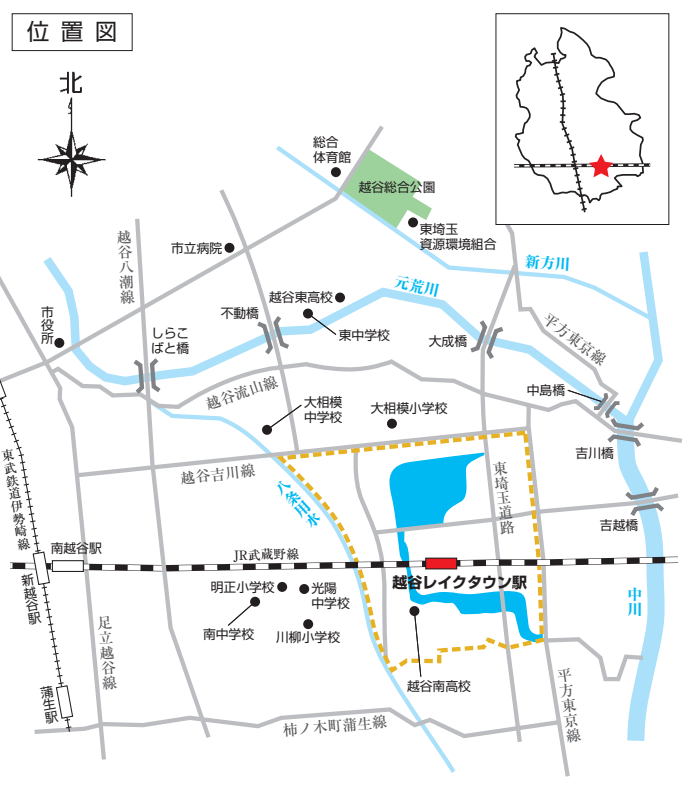 位置図
北
総合
体育館
越谷総合公園
東埼玉
資源環境組合
越谷八潮線
市立病院
新方川
元荒川
越谷東高校
不動橋
東中学校
市役所
しらこ
ばと橋
大成橋
平方東京線
中島橋
越谷流山線
大相模
中学校
大相模小学校
吉川橋
東武鉄道伊勢崎線
越谷吉川線
八条用水
東埼玉道路
吉越橋
南越谷駅
JR武蔵野線
新越谷駅
越谷レイクタウン駅
明正小学校
光陽
中学校
中川
南中学校
川柳小学校
足立越谷線
蒲生駅
越谷南高校
平方東京線
柿ノ木町蒲生線